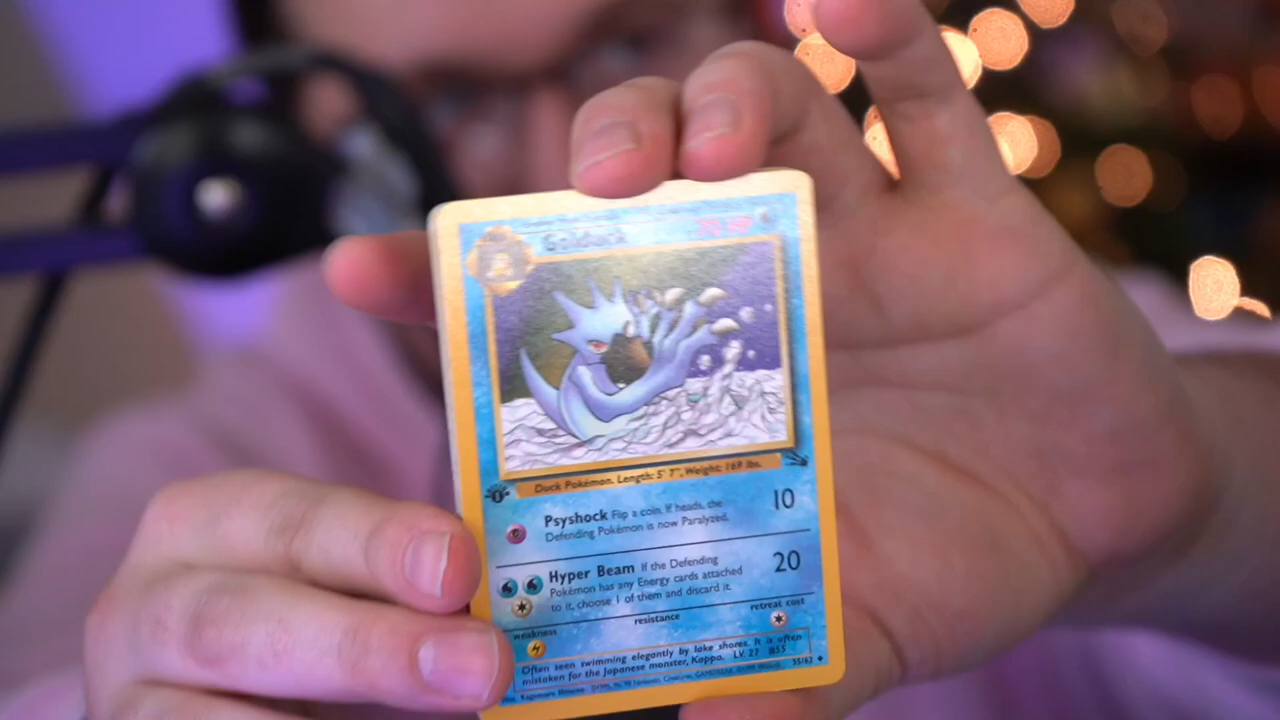 Golduck
Duck Pokémon. Length: 5' 7", Weight: 169 lbs.
1
Psyshock Flip a coin. If heads, the 10
Defending Pokémon is now Paralyzed.
Hyper Beam If the Defending 20
Pokémon has any Energy cards attached
to it, choose 1 of them and discard it.
weakness resistance retreat cost
Often seen swimming elegantly by lake shores. It is often
mistaken for the Japanese monster, Kappa. LV. 27 #55
35/62